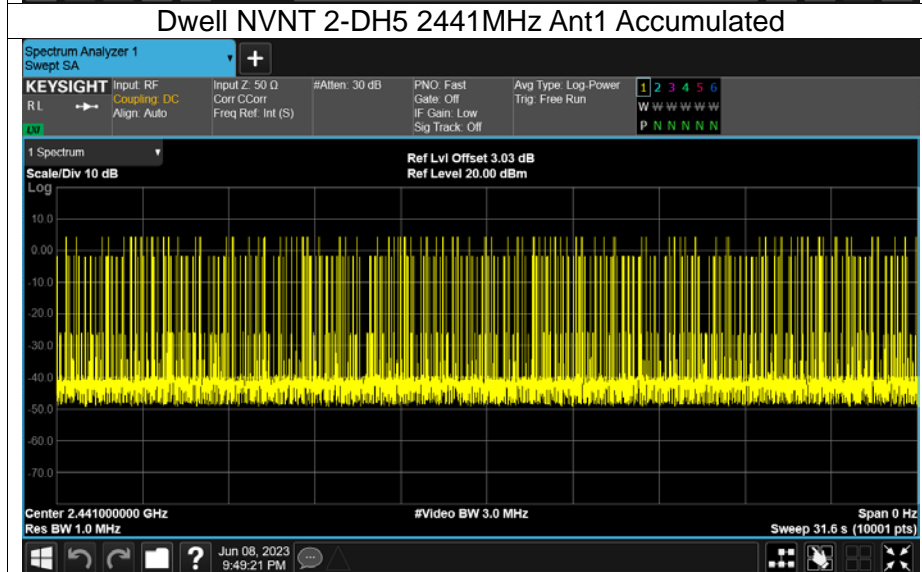 Dwell NVNT 2-DH5 2441MHz Ant1 Accumulated
Spectrum Analyzer 1
Swept SA
+
KEYSIGHT
R L
LXI
Input: RF
Coupling: DC
Align: Auto
Input Z: 50 Ω
Corr CCorr
Freq Ref: Int (S)
#Atten: 30 dB
PNO: Fast
Gate: Off
IF Gain: Low
Sig Track: Off
Avg Type: Log-Power
Trig: Free Run
1 2 3 4 5 6
W W W W W W
P N N N N N
1 Spectrum
Scale/Div 10 dB
Ref Lvl Offset 3.03 dB
Ref Level 20.00 dBm
Log
10.0
0.00
-10.0
-20.0
-30.0
-40.0
-50.0
-60.0
-70.0
Center 2.441000000 GHz
#Video BW 3.0 MHz
Span 0 Hz
Res BW 1.0 MHz
Sweep 31.6 s (10001 pts)
?
Jun 08, 2023
9:49:21 PM